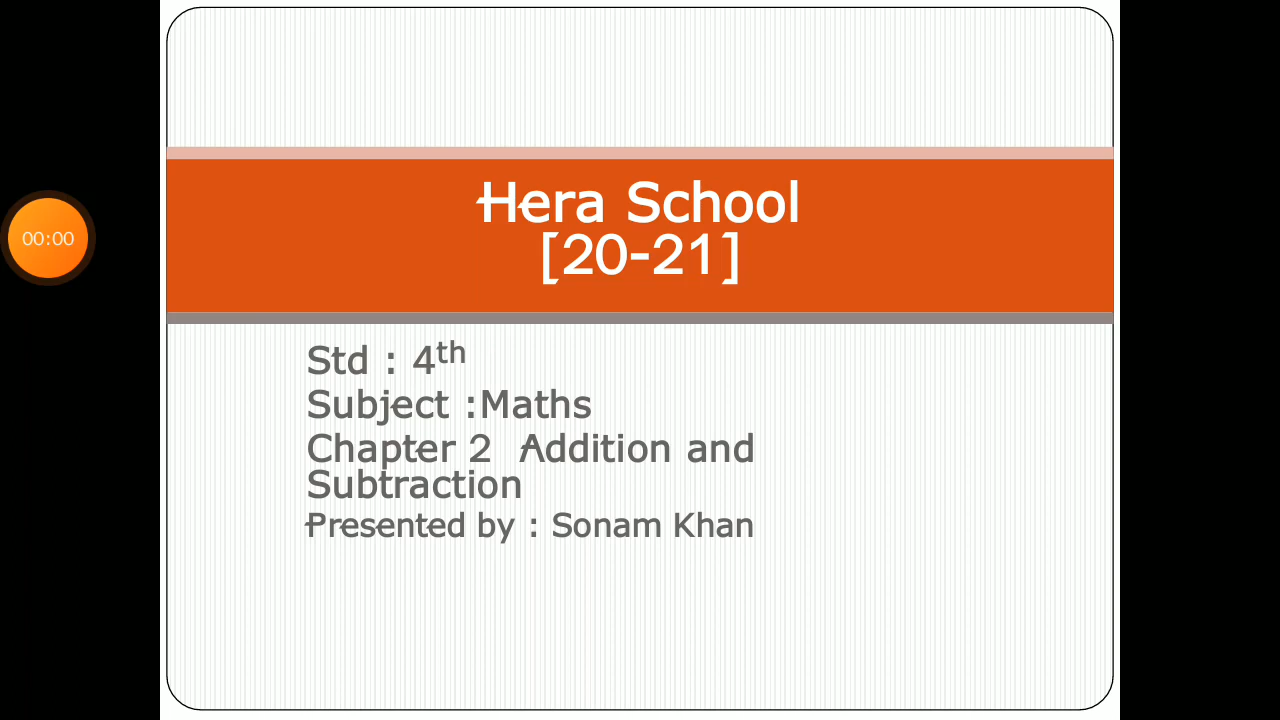 00:00
Hera School
[20-21]
Std : 4th
Subject :Maths
Chapter 2  Addition and
Subtraction
Presented by : Sonam Khan